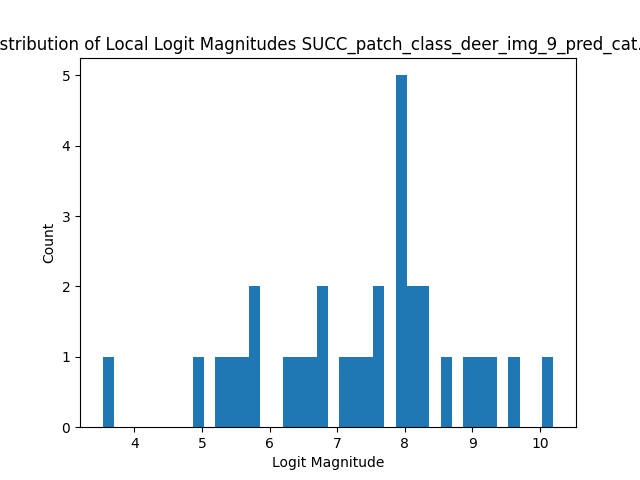 stribution of Local Logit Magnitudes SUCC_patch_class_deer_img_9_pred_cat.
5
4
3
2
1
0
Count
4 5 6 7 8 9 10
Logit Magnitude